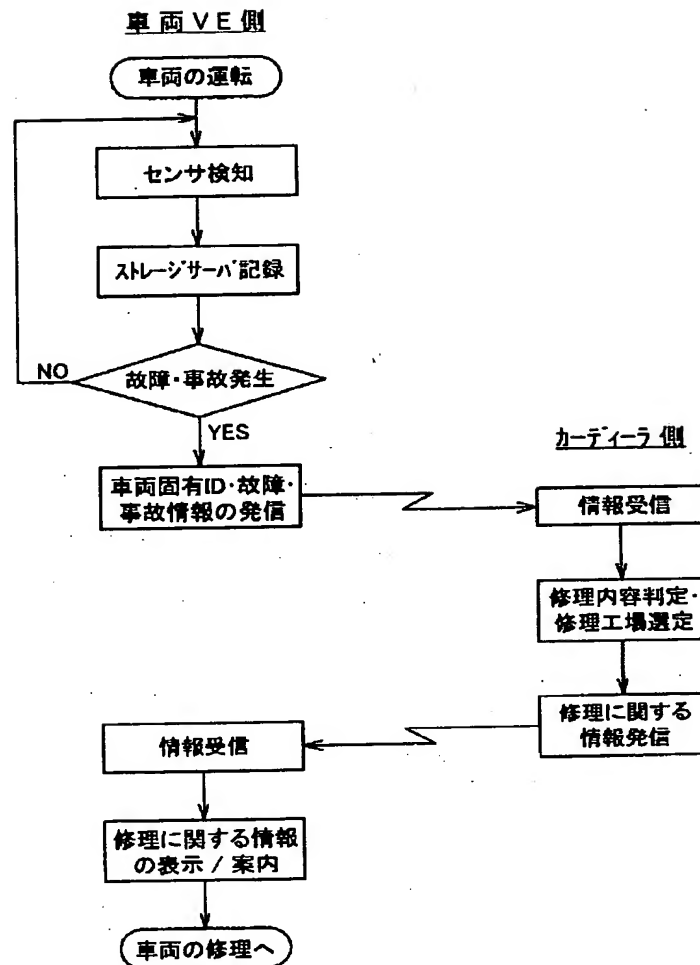 車両VE側
車両の運転
センサ検知
ストレージサーバ記録
故障・事故発生
NO
YES
車両固有ID・故障・
事故情報の発信
カーディーラ側
情報受信
修理内容判定・
修理工場選定
修理に関する
情報発信
情報受信
修理に関する情報
の表示 / 案内
車両の修理へ